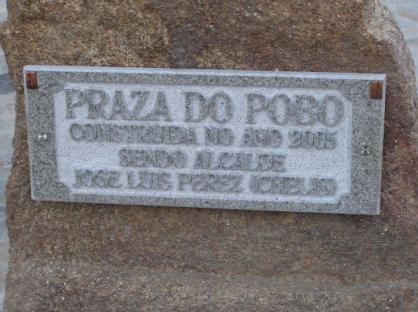 PRAZA DO POBO
CONSTRUIDA NO ANO 2005
SENDO ALCALDE
JOSE LUIS PEREZ (CHELIS)